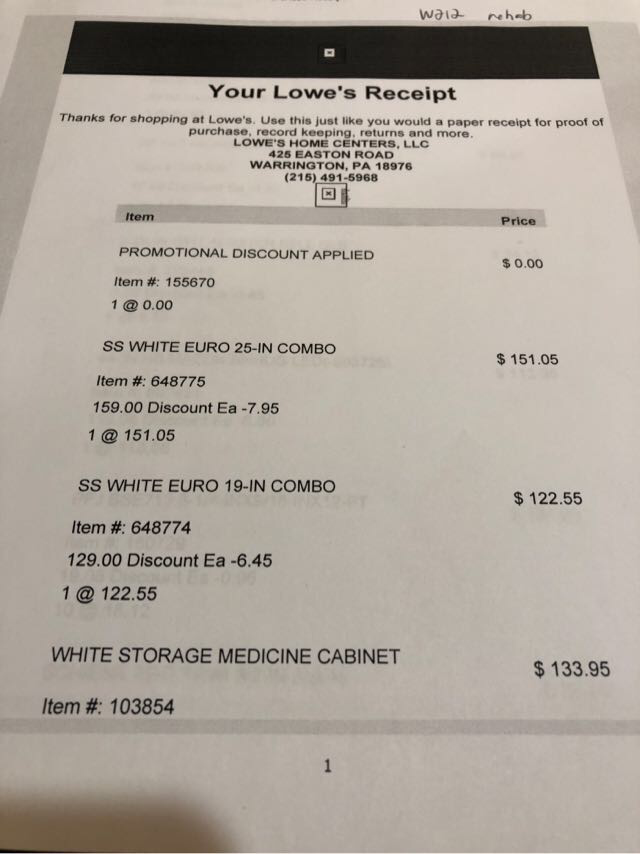 W212 rehab
Your Lowe's Receipt
Thanks for shopping at Lowe's. Use this just like you would a paper receipt for proof of
purchase, record keeping, returns and more.
LOWE'S HOME CENTERS, LLC
425 EASTON ROAD
WARRINGTON, PA 18976
(215) 491-5968
Item Price
PROMOTIONAL DISCOUNT APPLIED $ 0.00
Item #: 155670
1 @ 0.00
SS WHITE EURO 25-IN COMBO $ 151.05
Item #: 648775
159.00 Discount Ea -7.95
1 @ 151.05
SS WHITE EURO 19-IN COMBO $ 122.55
Item #: 648774
129.00 Discount Ea -6.45
1 @ 122.55
WHITE STORAGE MEDICINE CABINET $ 133.95
Item #: 103854
1